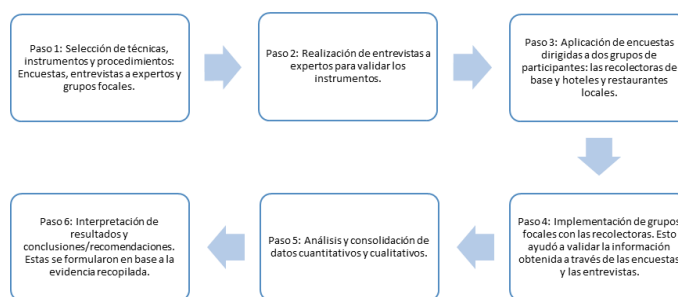 Paso 1: Selección de técnicas,
instrumentos y procedimientos:
Encuestas, entrevistas a expertos y
grupos focales.
Paso 2: Realización de entrevistas a
expertos para validar los
instrumentos.
Paso 3: Aplicación de encuestas
dirigidas a dos grupos de
participantes: las recolectoras de
base y hoteles y restaurantes
locales.
Paso 4: Implementación de grupos
focales con las recolectoras. Esto
ayudó a validar la información
obtenida a través de las encuestas
y las entrevistas.
Paso 5: Análisis y consolidación de
datos cuantitativos y cualitativos.
Paso 6: Interpretación de
resultados y
conclusiones/recomendaciones.
Estas se formularon en base a la
evidencia recopilada.